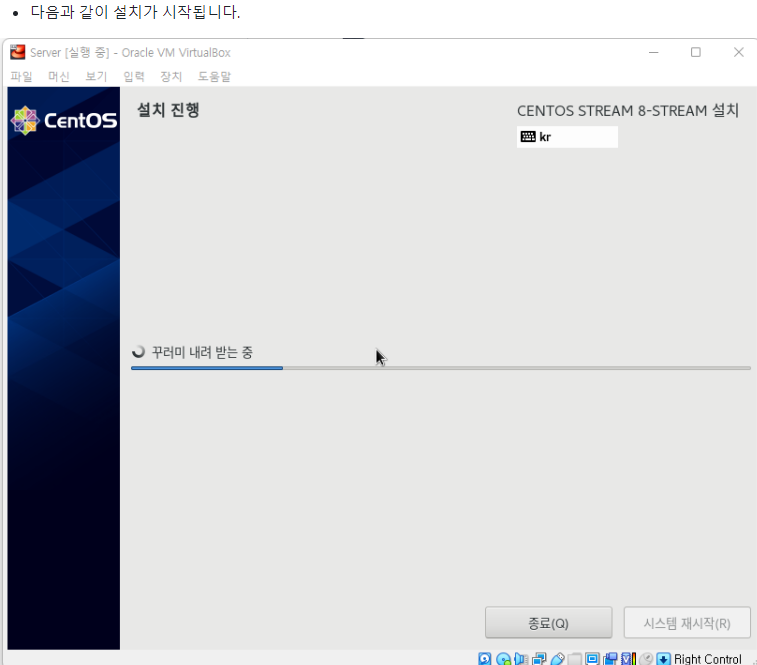 다음과 같이 설치가 시작됩니다.
Server [실행 중] - Oracle VM VirtualBox
파일 머신 보기 입력 장치 도움말
CentOS
설치 진행
CENTOS STREAM 8-STREAM 설치
kr
꾸러미 내려 받는 중
종료(Q) 시스템 재시작(R)
Right Control